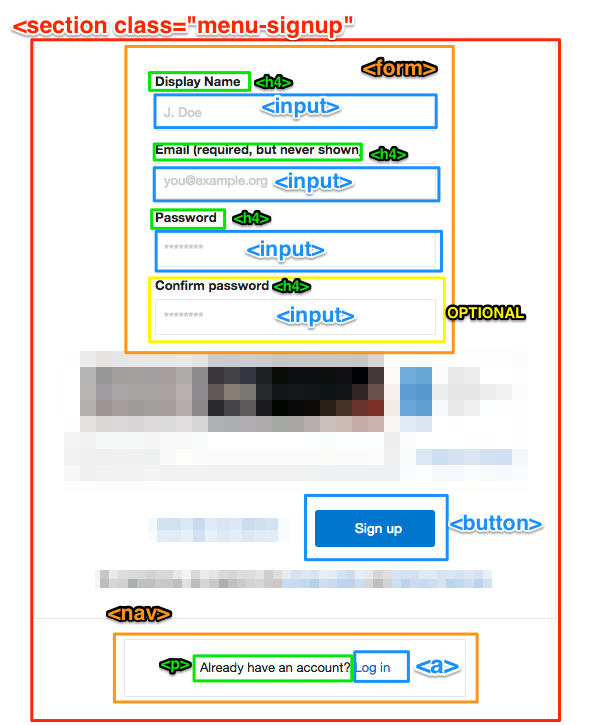 <section class="menu-signup"
<form>
Display Name <h4>
J. Doe <input>
Email (required, but never shown) <h4>
you@example.org <input>
Password <h4>
******** <input>
Confirm password <h4>
******** <input>
OPTIONAL
Sign up <button>
<nav>
<p> Already have an account? Log in <a>